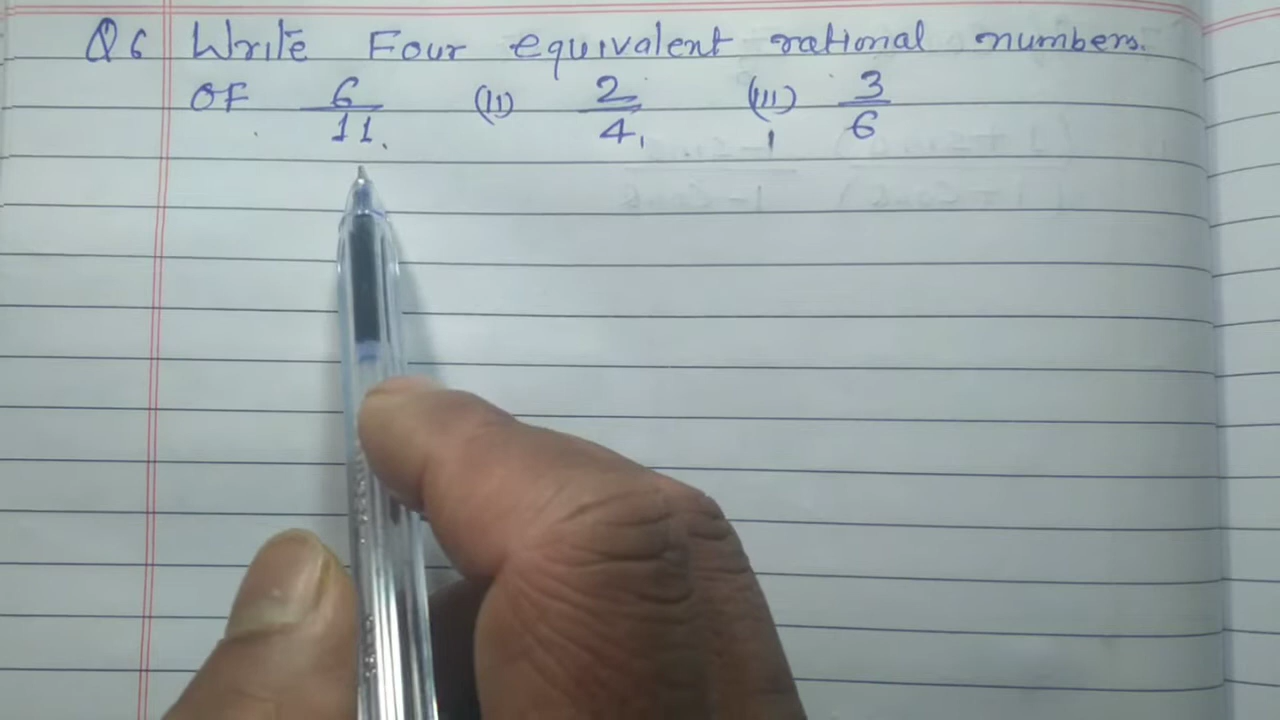 Q6 Write Four equivalent rational numbers.
OF 6/11. (II) 2/4, (III) 3/6